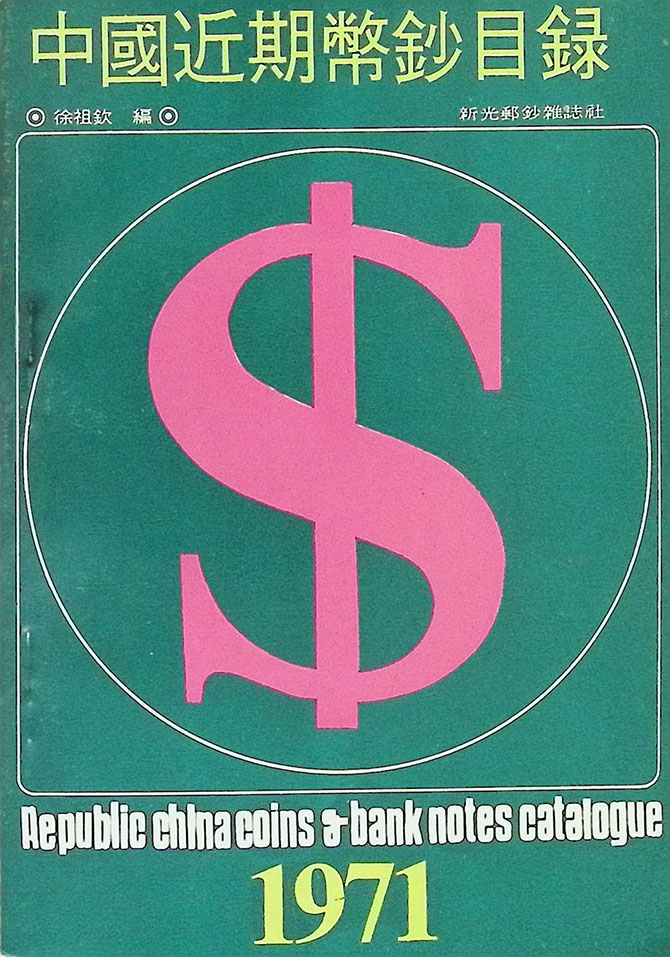 中國近期幣鈔目録
徐祖欽 編 新光郵鈔雜誌社
$
Republic china coins & bank notes catalogue
1971